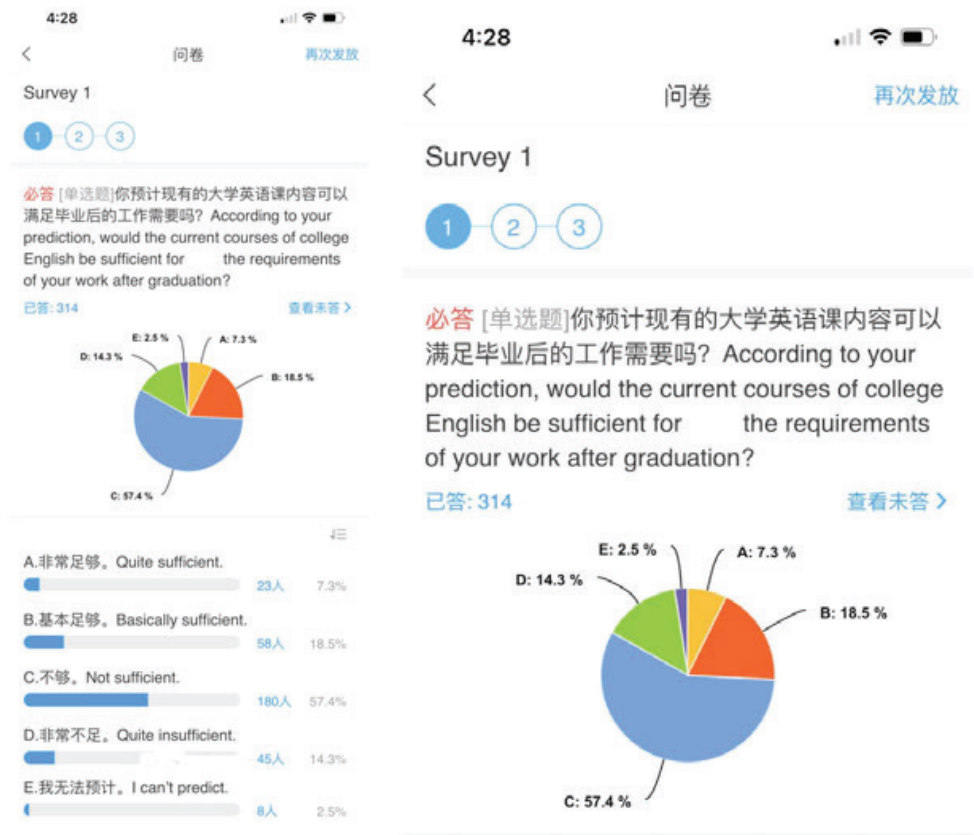 4:28
问卷
再次发放
Survey 1
1 2 3
必答 [单选题]你预计现有的大学英语课内容可以
满足毕业后的工作需要吗？According to your
prediction, would the current courses of college
English be sufficient for the requirements
of your work after graduation?
已答: 314
查看未答
E: 2.5 %
A: 7.3 %
D: 14.3 %
B: 18.5 %
C: 57.4 %
A.非常足够。Quite sufficient.
23人 7.3%
B.基本足够。Basically sufficient.
58人 18.5%
C.不够。Not sufficient.
180人 57.4%
D.非常不足。Quite insufficient.
45人 14.3%
E.我无法预计。I can't predict.
8人 2.5%
4:28
问卷
再次发放
Survey 1
1 2 3
必答 [单选题]你预计现有的大学英语课内容可以
满足毕业后的工作需要吗？According to your
prediction, would the current courses of college
English be sufficient for the requirements
of your work after graduation?
已答: 314
查看未答
E: 2.5 %
A: 7.3 %
D: 14.3 %
B: 18.5 %
C: 57.4 %